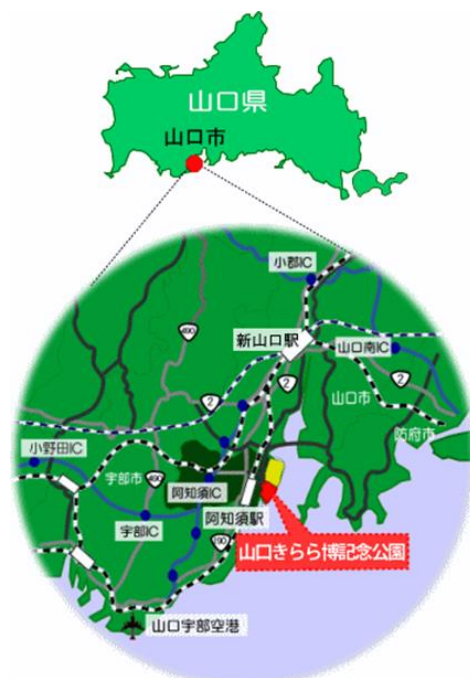 山口県
山口市
小郡IC
490
新山口駅
山口南IC
2
2
2
山口市
防府市
小野田IC
宇部市
490
阿知須IC
阿知須駅
宇部IC
190
山口きらら博記念公園
山口宇部空港